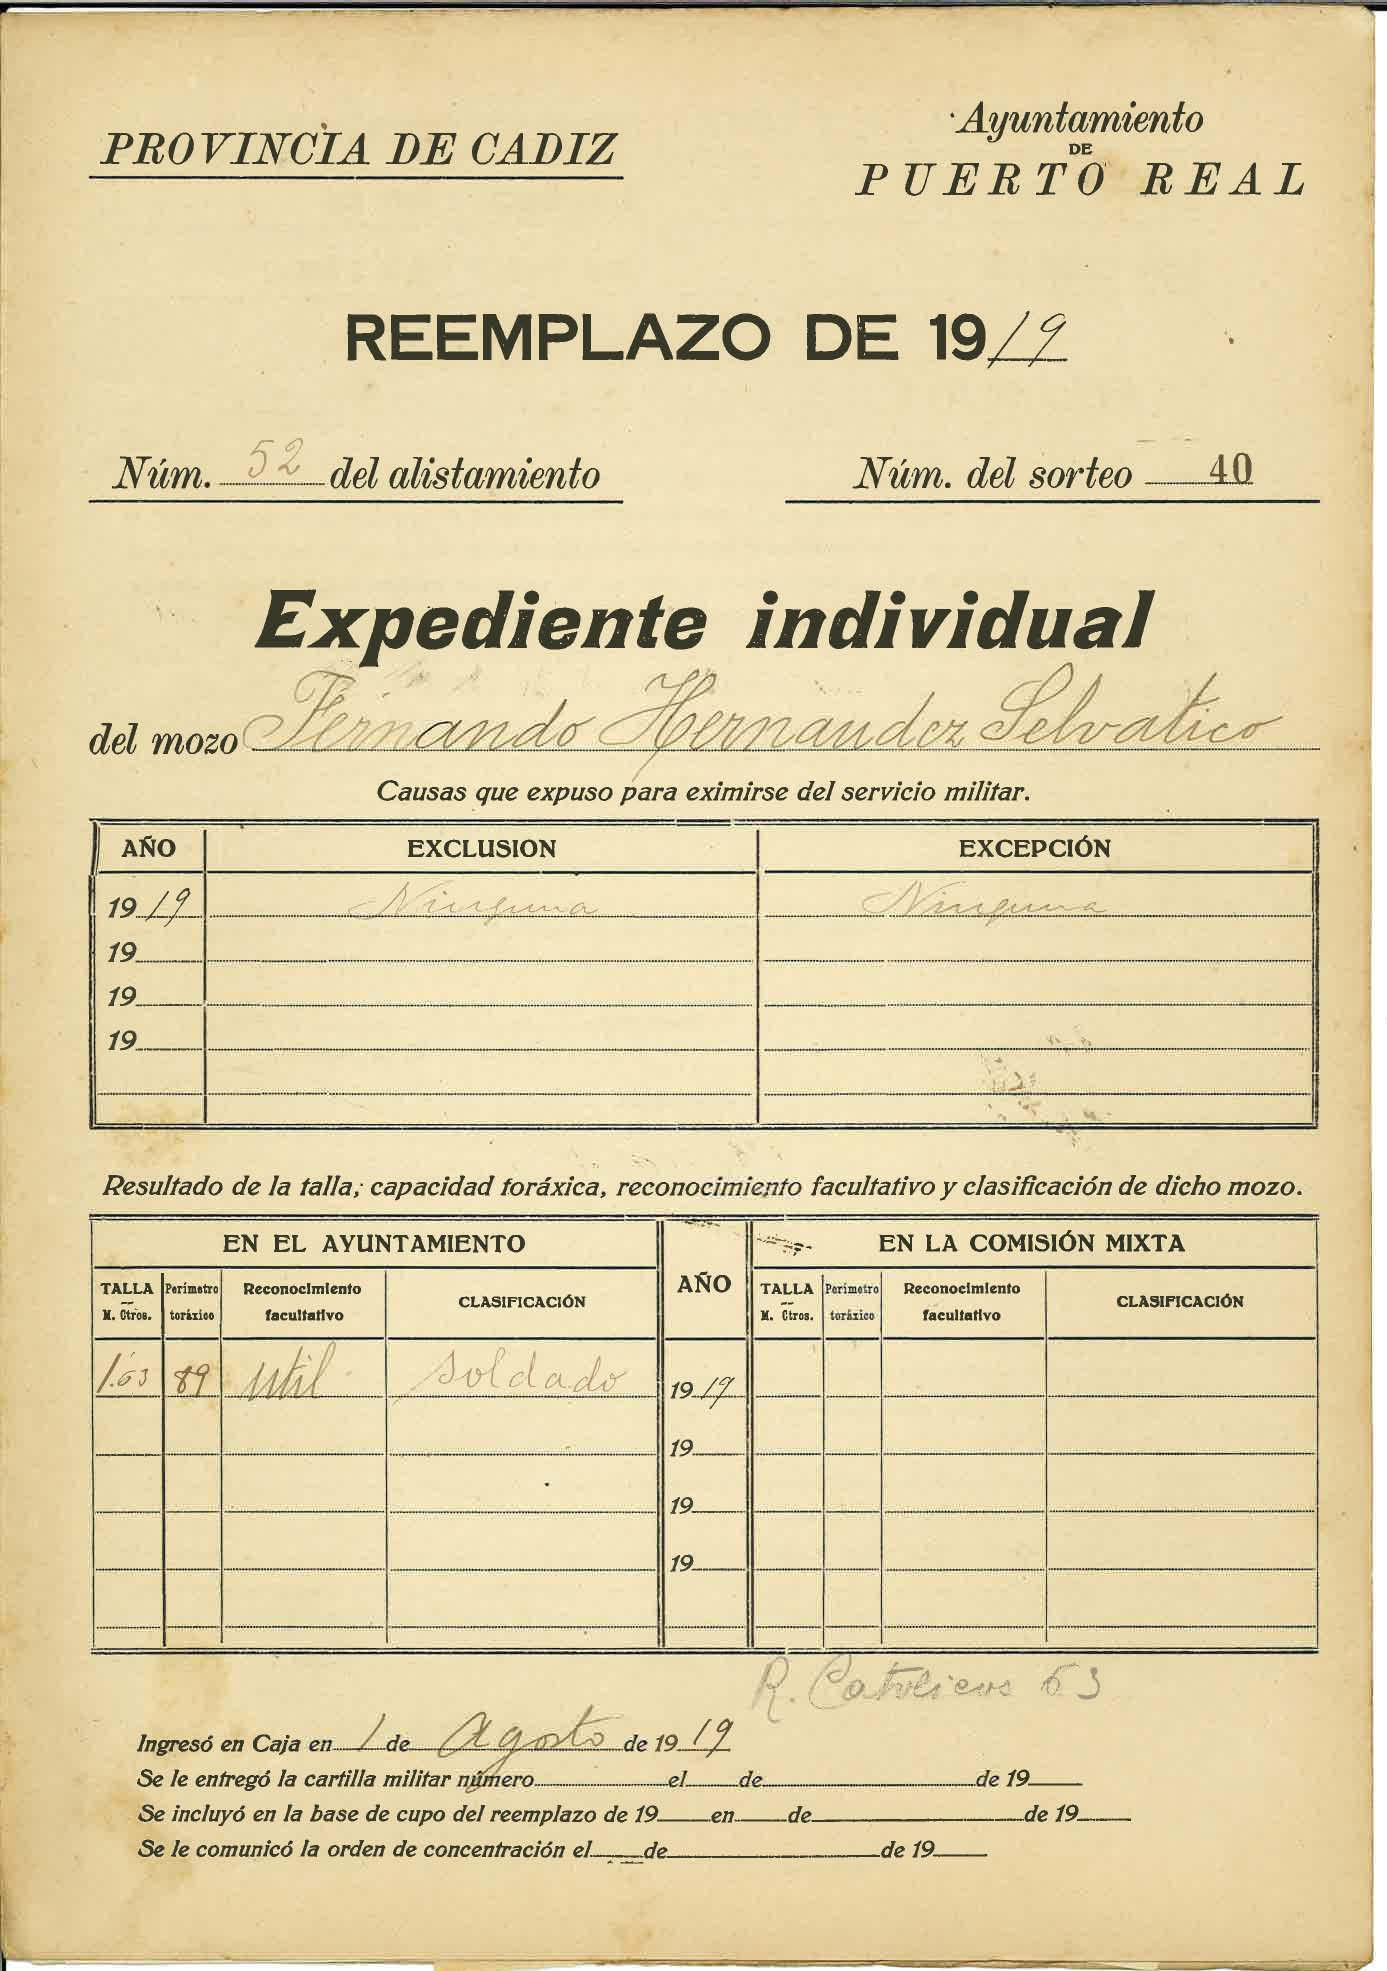 PROVINCIA DE CADIZ
Ayuntamiento
DE
PUERTO REAL
REEMPLAZO DE 1919
Núm. 52 del alistamiento
Núm. del sorteo 40
Expediente individual
del mozo Fernando Hernandez Selvatico
Causas que expuso para eximirse del servicio militar.
AÑO EXCLUSION EXCEPCIÓN
1919 Ninguna Ninguna
19
19
19
Resultado de la talla, capacidad toráxica, reconocimiento facultativo y clasificación de dicho mozo.
EN EL AYUNTAMIENTO AÑO EN LA COMISIÓN MIXTA
TALLA M. Ctros. Perímetro toráxico Reconocimiento facultativo CLASIFICACIÓN TALLA M. Ctros. Perímetro toráxico Reconocimiento facultativo CLASIFICACIÓN
1.63 89 util soldado 1919
19
19
19
R. Catolicos 63
Ingresó en Caja en 1 de Agosto de 1919
Se le entregó la cartilla militar número el de de 19
Se incluyó en la base de cupo del reemplazo de 19 en de de 19
Se le comunicó la orden de concentración el de de 19